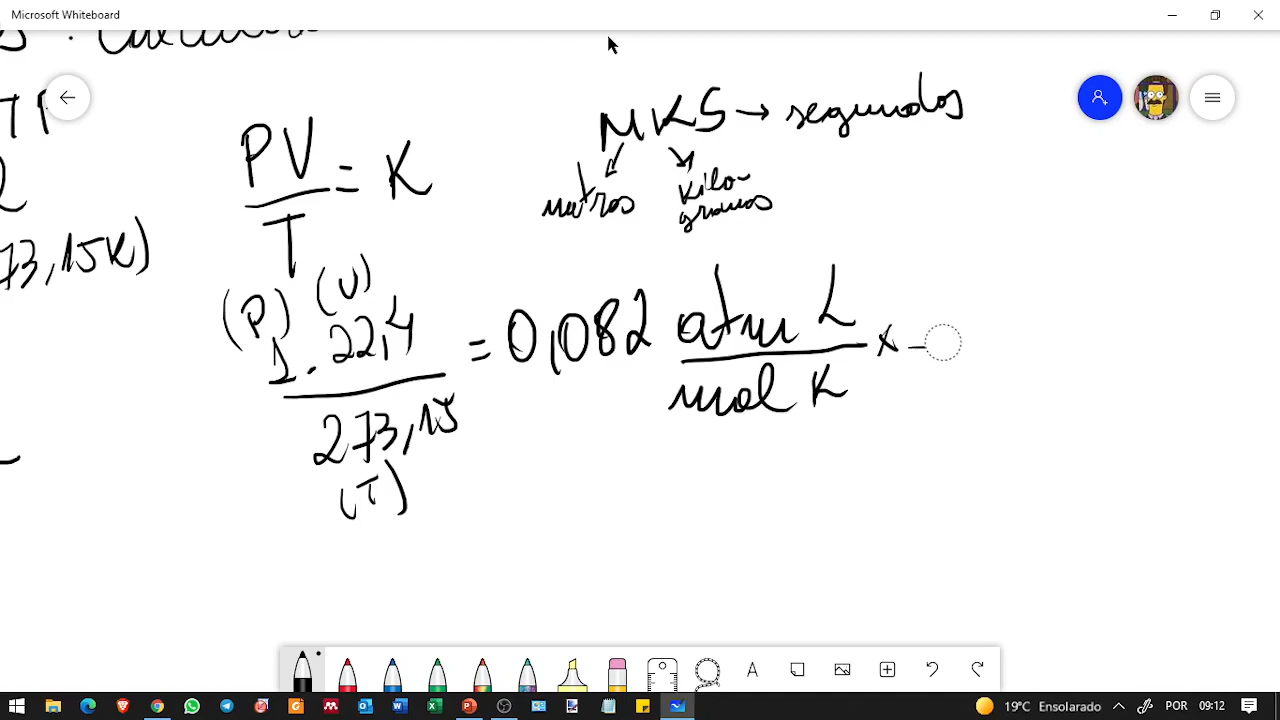 Microsoft Whiteboard
PV
T
= K
MKS → segundos
metros
kilo-
gramas
73,15K)
(P) (V)
1 . 22,4
273,15
(T)
= 0,082 atm L
mol K
x -
A
W
P
19°C Ensolarado
POR
09:12